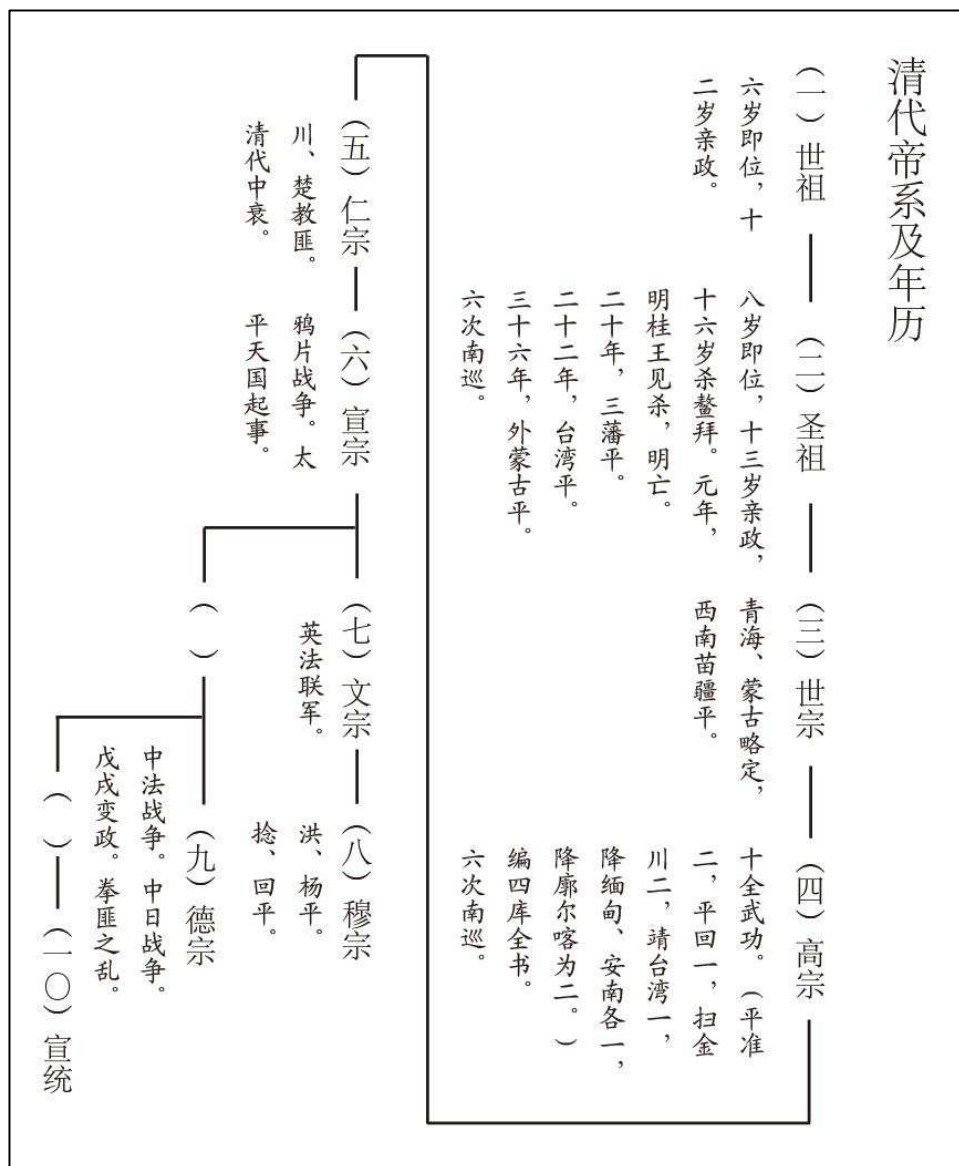 清代帝系及年历
（一）世祖
六岁即位，十
二岁亲政。
（二）圣祖
八岁即位，十三岁亲政，
十六岁杀鳌拜。元年，
明桂王见杀，明亡。
二十年，三藩平。
二十二年，台湾平。
三十六年，外蒙古平。
六次南巡。
（三）世宗
青海、蒙古略定，
西南苗疆平。
（四）高宗
十全武功。（平准
二，平回一，扫金
川二，靖台湾一，
降缅甸、安南各一，
降廓尔喀为二。）
编四库全书。
六次南巡。
（五）仁宗
川、楚教匪。
清代中衰。
（六）宣宗
鸦片战争。太
平天国起事。
（七）文宗
英法联军。
（八）穆宗
洪、杨平。
捻、回平。
（ ）
（九）德宗
中法战争。中日战争。
戊戌变政。拳匪之乱。
（ ）
（一〇）宣统